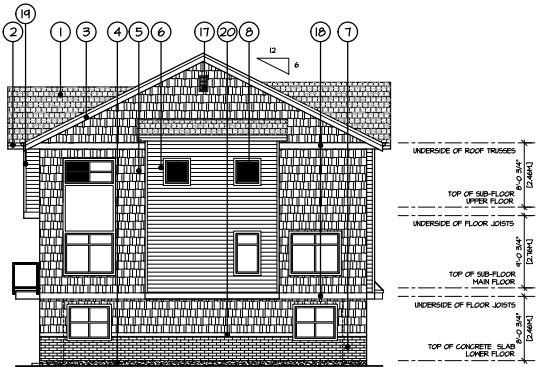 19
2 1 3 4 5 6 17 20 8 18 7
12
6
UNDERSIDE OF ROOF TRUSSES
8'-0 3/4"
[2.46M]
TOP OF SUB-FLOOR
UPPER FLOOR
UNDERSIDE OF FLOOR JOISTS
9'-0 3/4"
[2.76M]
TOP OF SUB-FLOOR
MAIN FLOOR
UNDERSIDE OF FLOOR JOISTS
8'-0 3/4"
[2.46M]
TOP OF CONCRETE SLAB
LOWER FLOOR